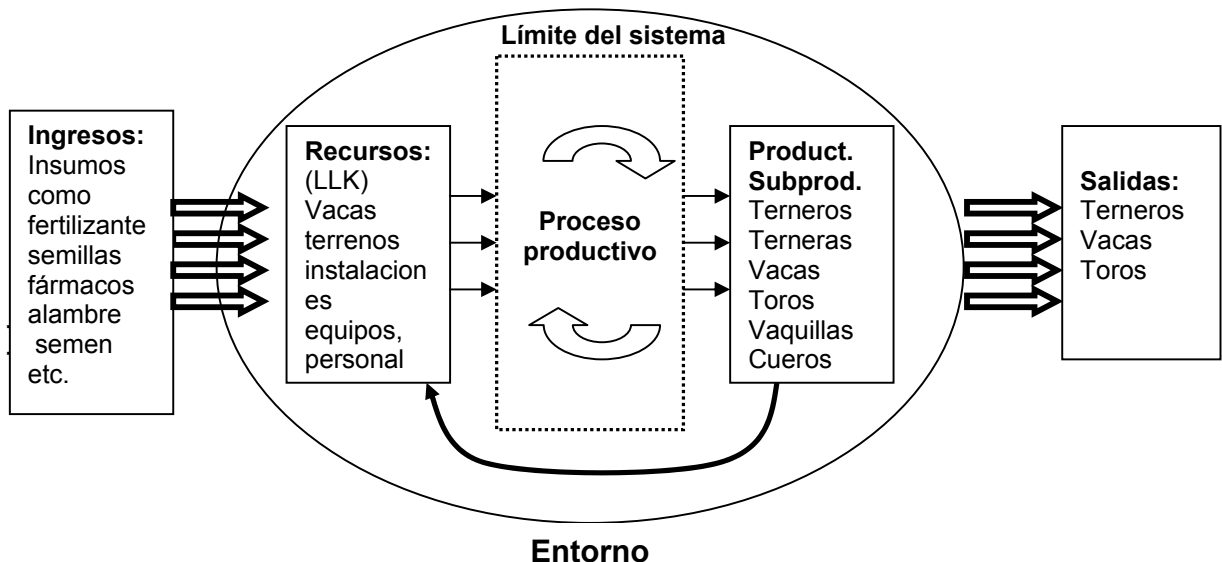 Límite del sistema
Ingresos:
Insumos
como
fertilizante
semillas
fármacos
alambre
semen
etc.
Recursos:
(LLK)
Vacas
terrenos
instalacion
es
equipos,
personal
Proceso
productivo
Product.
Subprod.
Terneros
Terneras
Vacas
Toros
Vaquillas
Cueros
Salidas:
Terneros
Vacas
Toros
Entorno